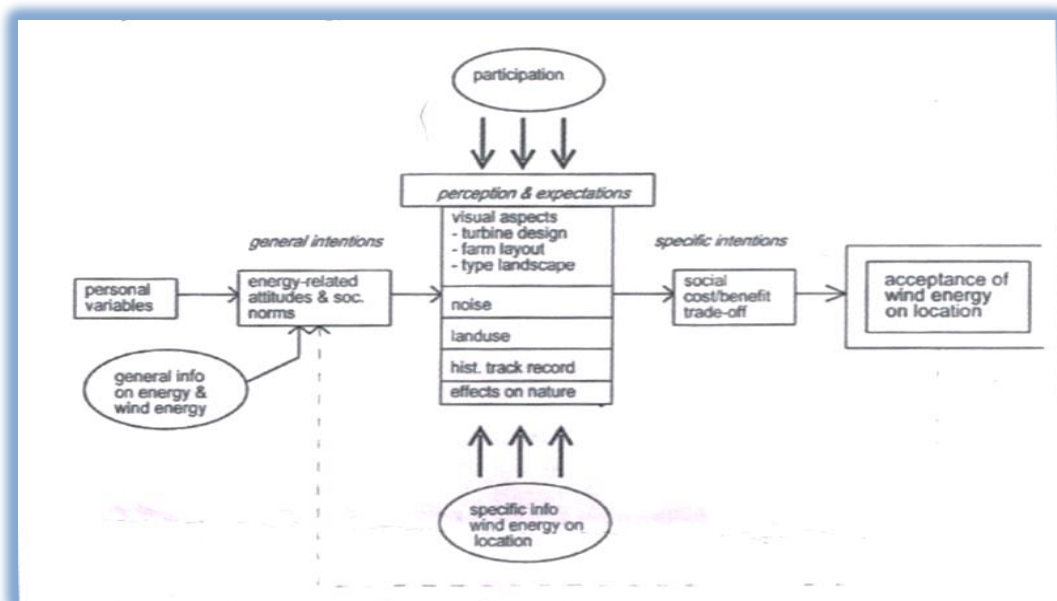 participation
perception & expectations
visual aspects
- turbine design
- farm layout
- type landscape
noise
landuse
hist. track record
effects on nature
general intentions
personal
variables
energy-related
attitudes & soc.
norms
general info
on energy &
wind energy
specific intentions
social
cost/benefit
trade-off
acceptance of
wind energy
on location
specific info
wind energy on
location